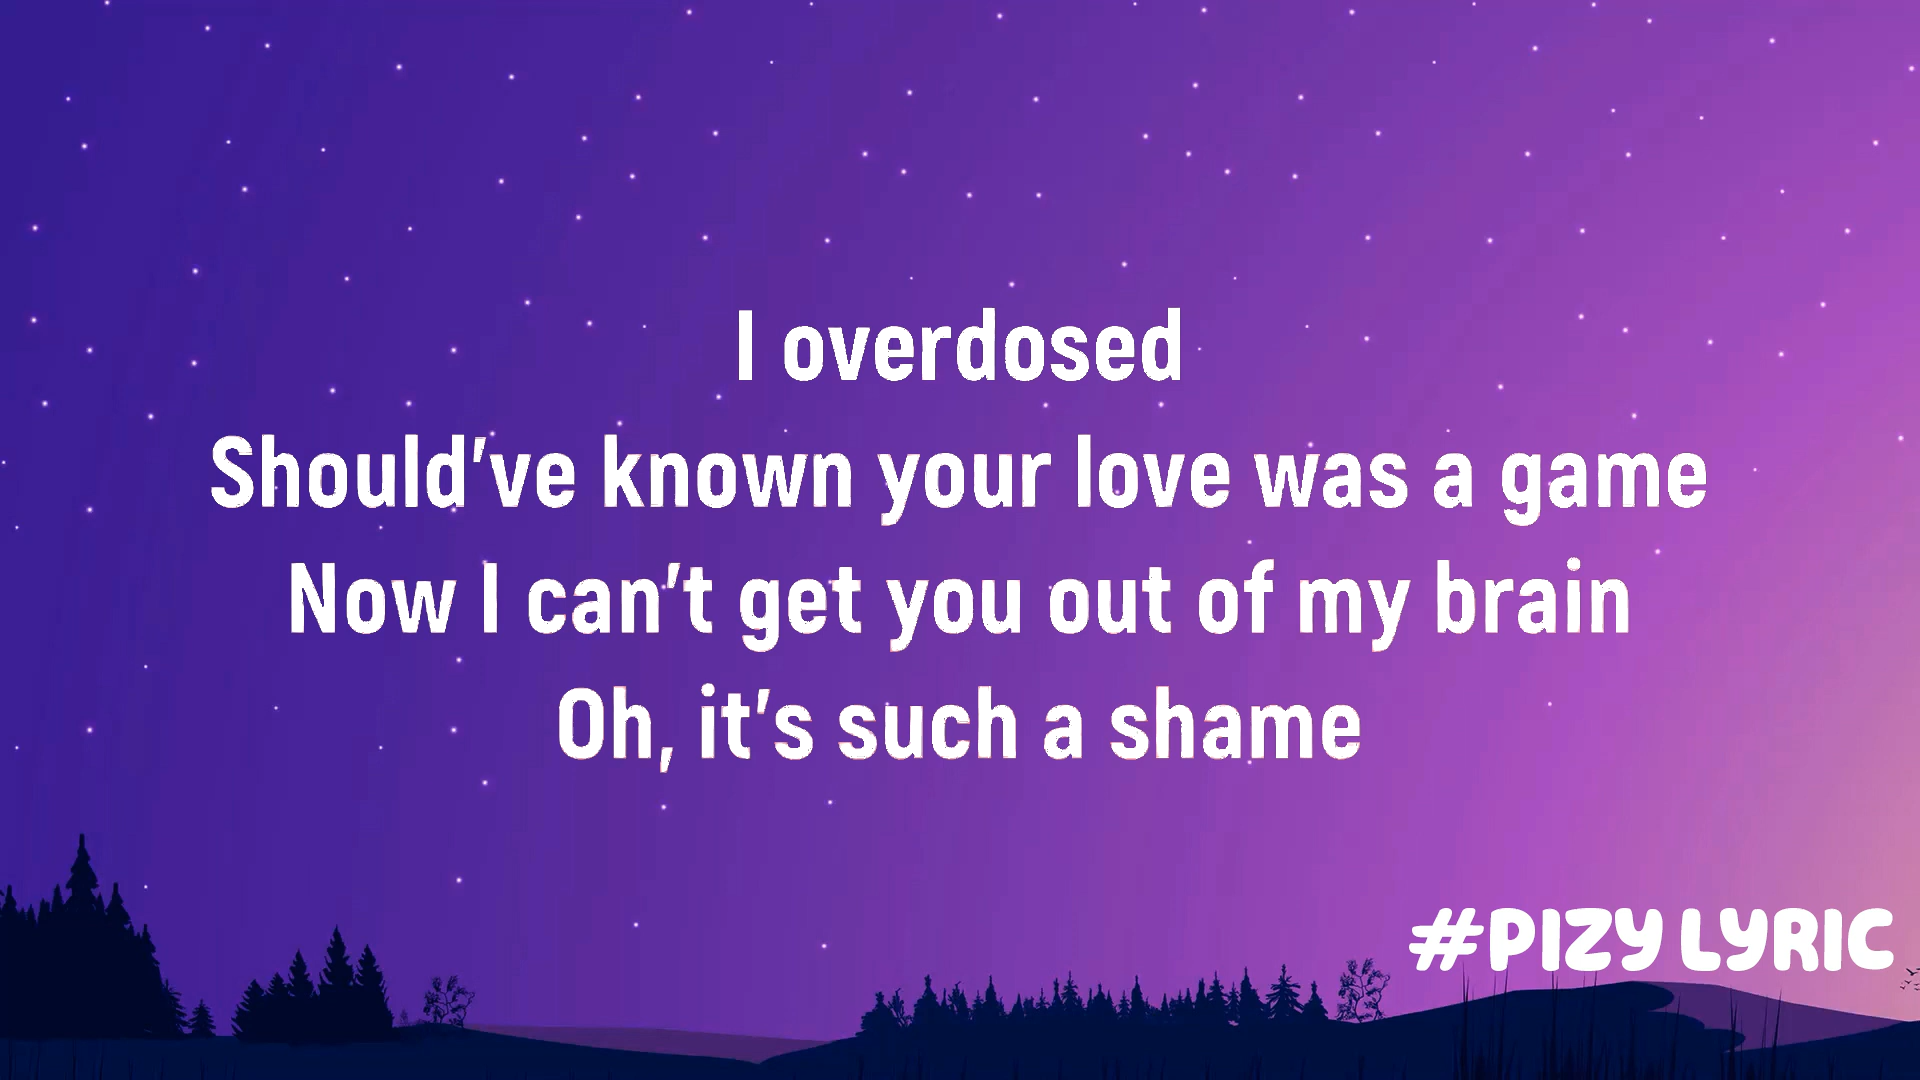 I overdosed
Should've known your love was a game
Now I can't get you out of my brain
Oh, it's such a shame
#PIZY LYRIC